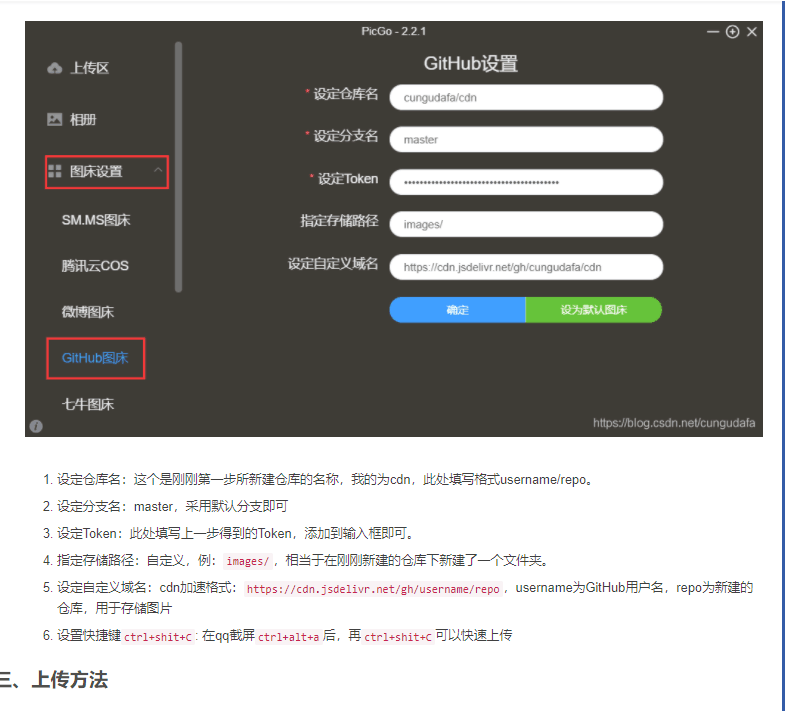 PicGo - 2.2.1
上传区
相册
图床设置
SM.MS图床
腾讯云COS
微博图床
GitHub图床
七牛图床
GitHub设置
* 设定仓库名 cungudafa/cdn
* 设定分支名 master
* 设定Token ••••••••••••••••••••••••••••••••••••••••
指定存储路径 images/
设定自定义域名 https://cdn.jsdelivr.net/gh/cungudafa/cdn
确定 设为默认图床
https://blog.csdn.net/cungudafa
1. 设定仓库名：这个是刚刚第一步所新建仓库的名称，我的为cdn，此处填写格式username/repo。
2. 设定分支名：master，采用默认分支即可
3. 设定Token：此处填写上一步得到的Token，添加到输入框即可。
4. 指定存储路径：自定义，例：images/，相当于在刚刚新建的仓库下新建了一个文件夹。
5. 设定自定义域名：cdn加速格式：https://cdn.jsdelivr.net/gh/username/repo，username为GitHub用户名，repo为新建的
仓库，用于存储图片
6. 设置快捷键ctrl+shit+C：在qq截屏ctrl+alt+a后，再ctrl+shit+C可以快速上传
三、上传方法